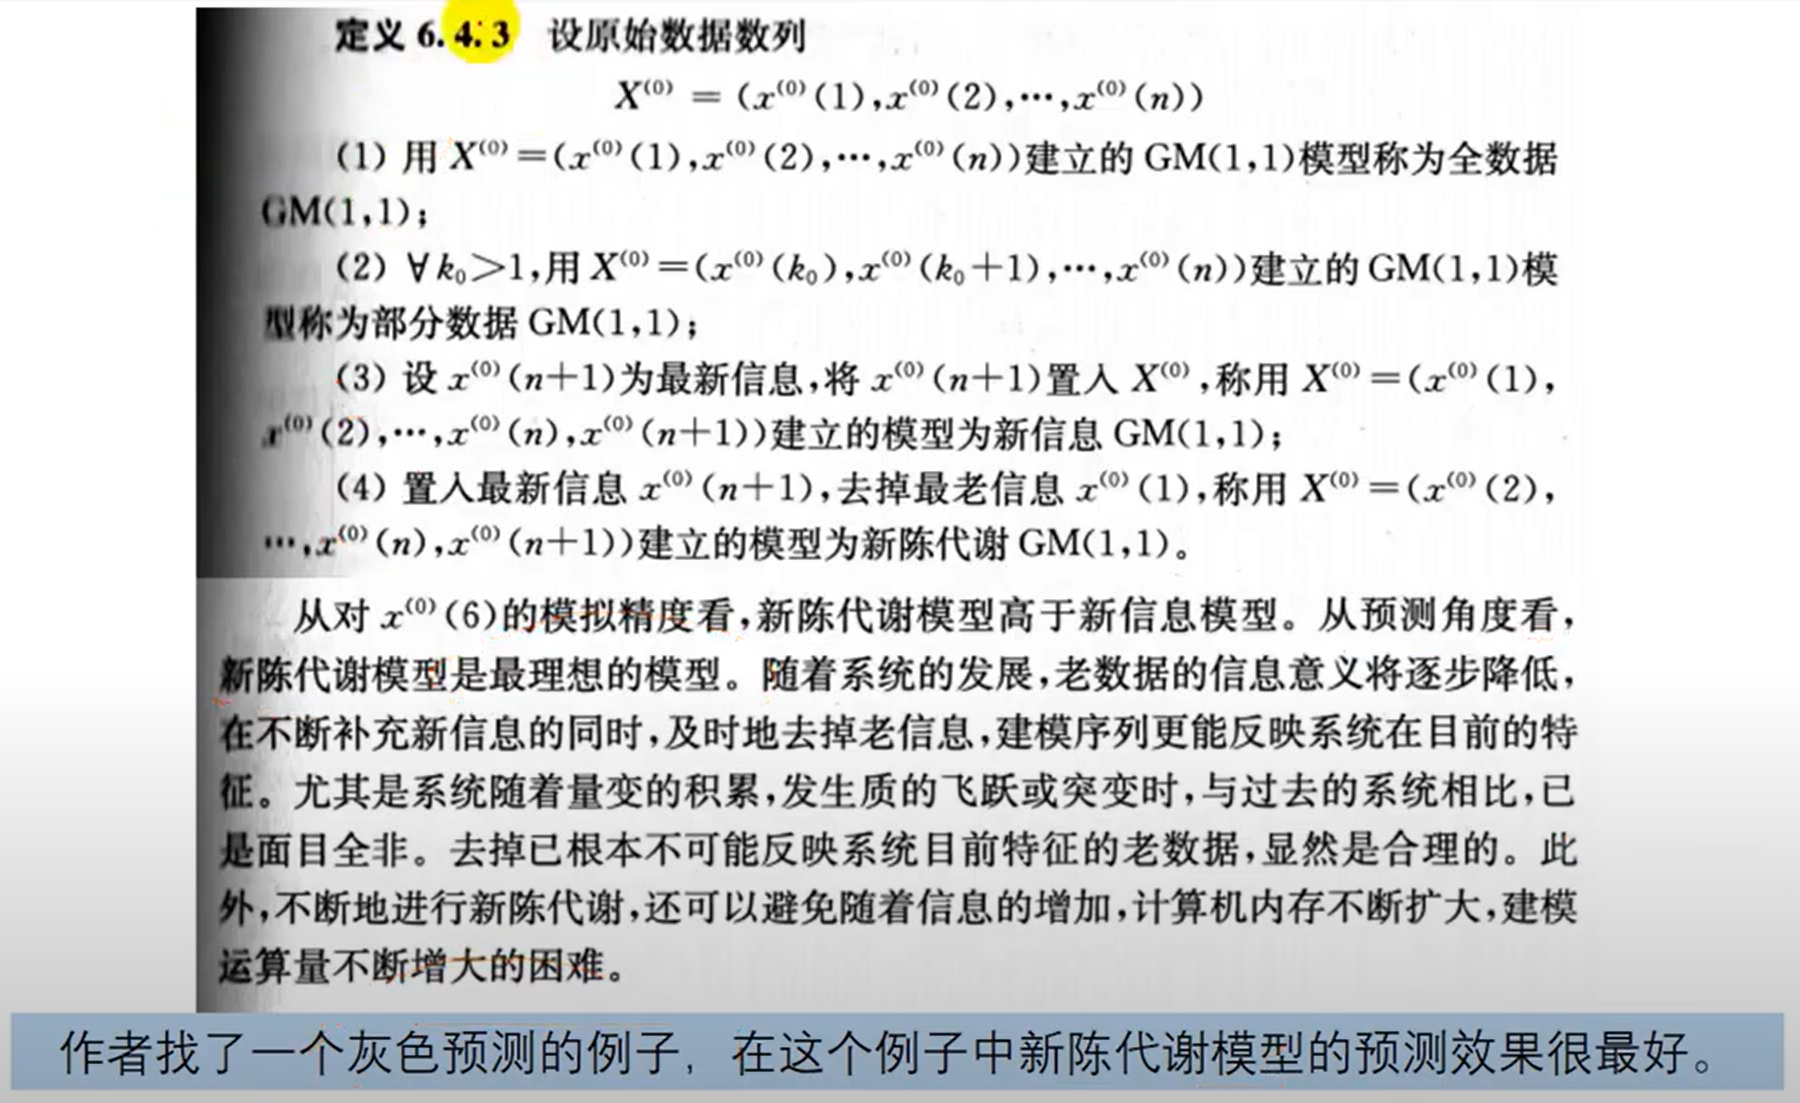 定义 6.4.3　设原始数据数列
X⁽⁰⁾ = (x⁽⁰⁾(1),x⁽⁰⁾(2),…,x⁽⁰⁾(n))
(1) 用 X⁽⁰⁾=(x⁽⁰⁾(1),x⁽⁰⁾(2),…,x⁽⁰⁾(n))建立的 GM(1,1)模型称为全数据
GM(1,1);
(2) ∀k₀>1,用 X⁽⁰⁾=(x⁽⁰⁾(k₀),x⁽⁰⁾(k₀+1),…,x⁽⁰⁾(n))建立的 GM(1,1)模
型称为部分数据 GM(1,1);
(3) 设 x⁽⁰⁾(n+1)为最新信息,将 x⁽⁰⁾(n+1)置入 X⁽⁰⁾,称用 X⁽⁰⁾=(x⁽⁰⁾(1),
x⁽⁰⁾(2),…,x⁽⁰⁾(n),x⁽⁰⁾(n+1))建立的模型为新信息 GM(1,1);
(4) 置入最新信息 x⁽⁰⁾(n+1),去掉最老信息 x⁽⁰⁾(1),称用 X⁽⁰⁾=(x⁽⁰⁾(2),
…,x⁽⁰⁾(n),x⁽⁰⁾(n+1))建立的模型为新陈代谢 GM(1,1)。
从对 x⁽⁰⁾(6)的模拟精度看,新陈代谢模型高于新信息模型。从预测角度看,
新陈代谢模型是最理想的模型。随着系统的发展,老数据的信息意义将逐步降低,
在不断补充新信息的同时,及时地去掉老信息,建模序列更能反映系统在目前的特
征。尤其是系统随着量变的积累,发生质的飞跃或突变时,与过去的系统相比,已
是面目全非。去掉已根本不可能反映系统目前特征的老数据,显然是合理的。此
外,不断地进行新陈代谢,还可以避免随着信息的增加,计算机内存不断扩大,建模
运算量不断增大的困难。
作者找了一个灰色预测的例子，在这个例子中新陈代谢模型的预测效果很最好。